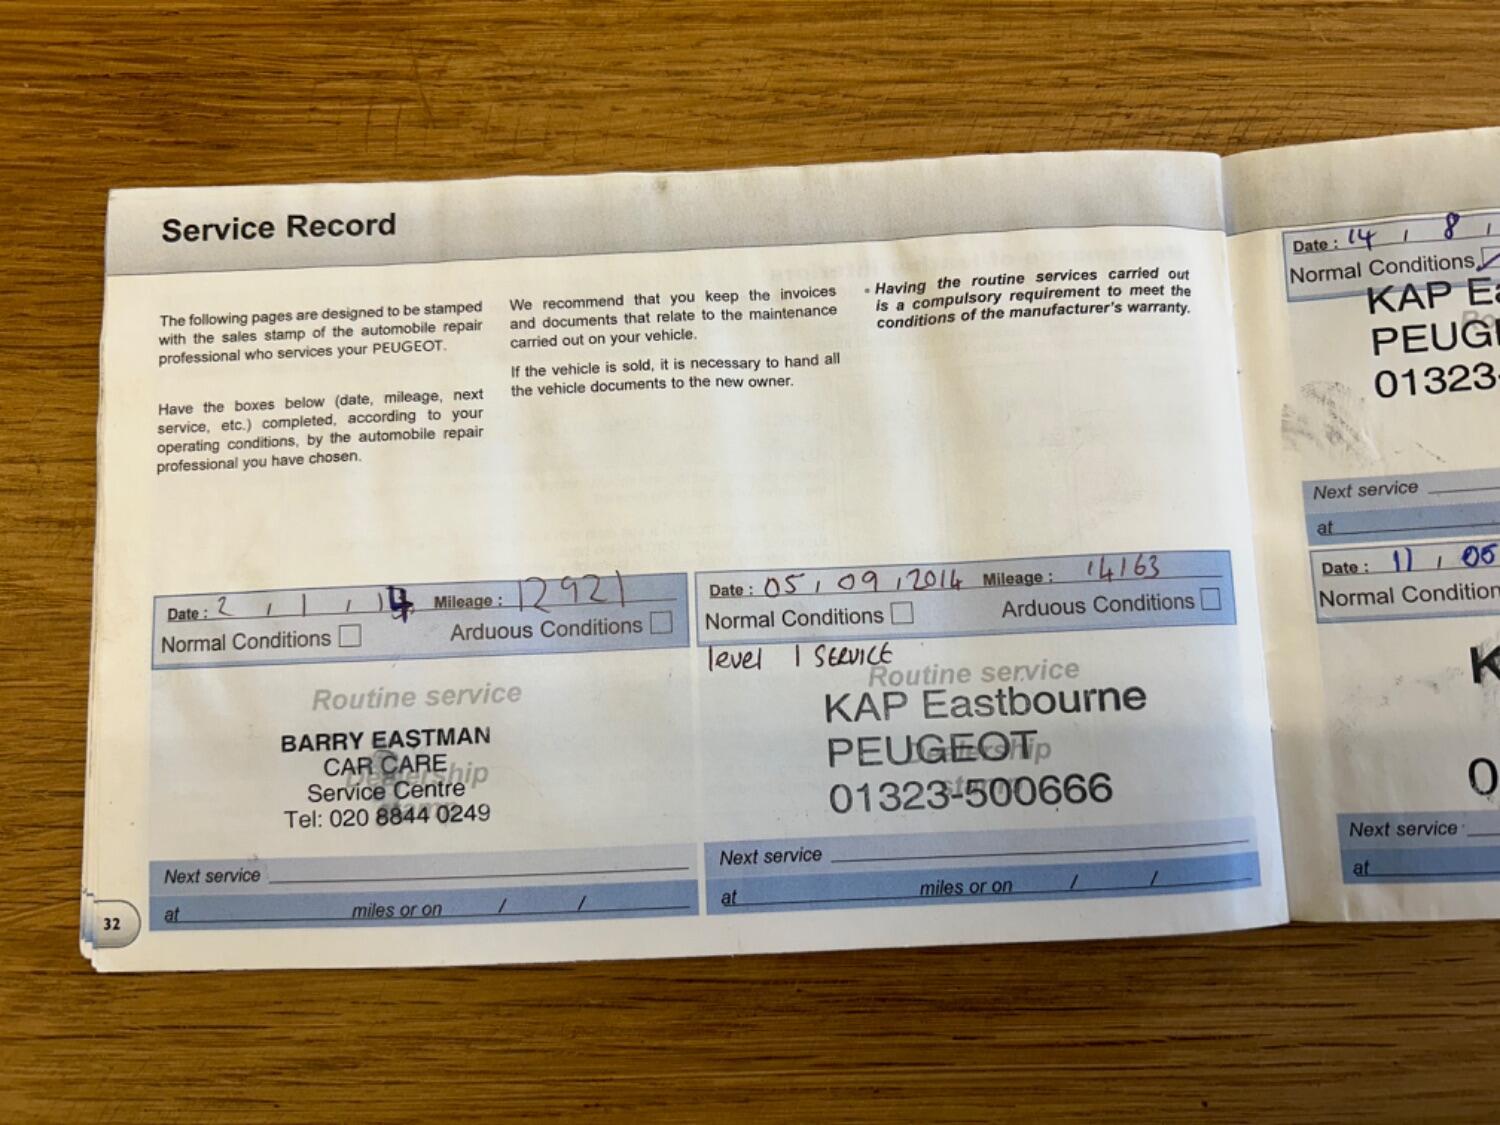 Service Record
The following pages are designed to be stamped
with the sales stamp of the automobile repair
professional who services your PEUGEOT.
Have the boxes below (date, mileage, next
service, etc.) completed, according to your
operating conditions, by the automobile repair
professional you have chosen.
We recommend that you keep the invoices
and documents that relate to the maintenance
carried out on your vehicle.
If the vehicle is sold, it is necessary to hand all
the vehicle documents to the new owner.
• Having the routine services carried out
is a compulsory requirement to meet the
conditions of the manufacturer's warranty.
Date : 2 / 1 / 14 Mileage : 12921
Normal Conditions Arduous Conditions
Routine service
BARRY EASTMAN
CAR CARE
Dealership
Service Centre
stamp
Tel: 020 8844 0249
Next service
at miles or on / /
32
Date : 05 / 09 / 2014 Mileage : 14163
Normal Conditions Arduous Conditions
level 1 SERVICE
Routine service
KAP Eastbourne
PEUGEOT
Dealership
stamp
01323-500666
Next service
at miles or on / /
Date : 14 / 8 /
Normal Conditions
KAP Ea
PEUG
01323-
Next service
at
Date : 11 / 06
Normal Condition
K
0
Next service
at